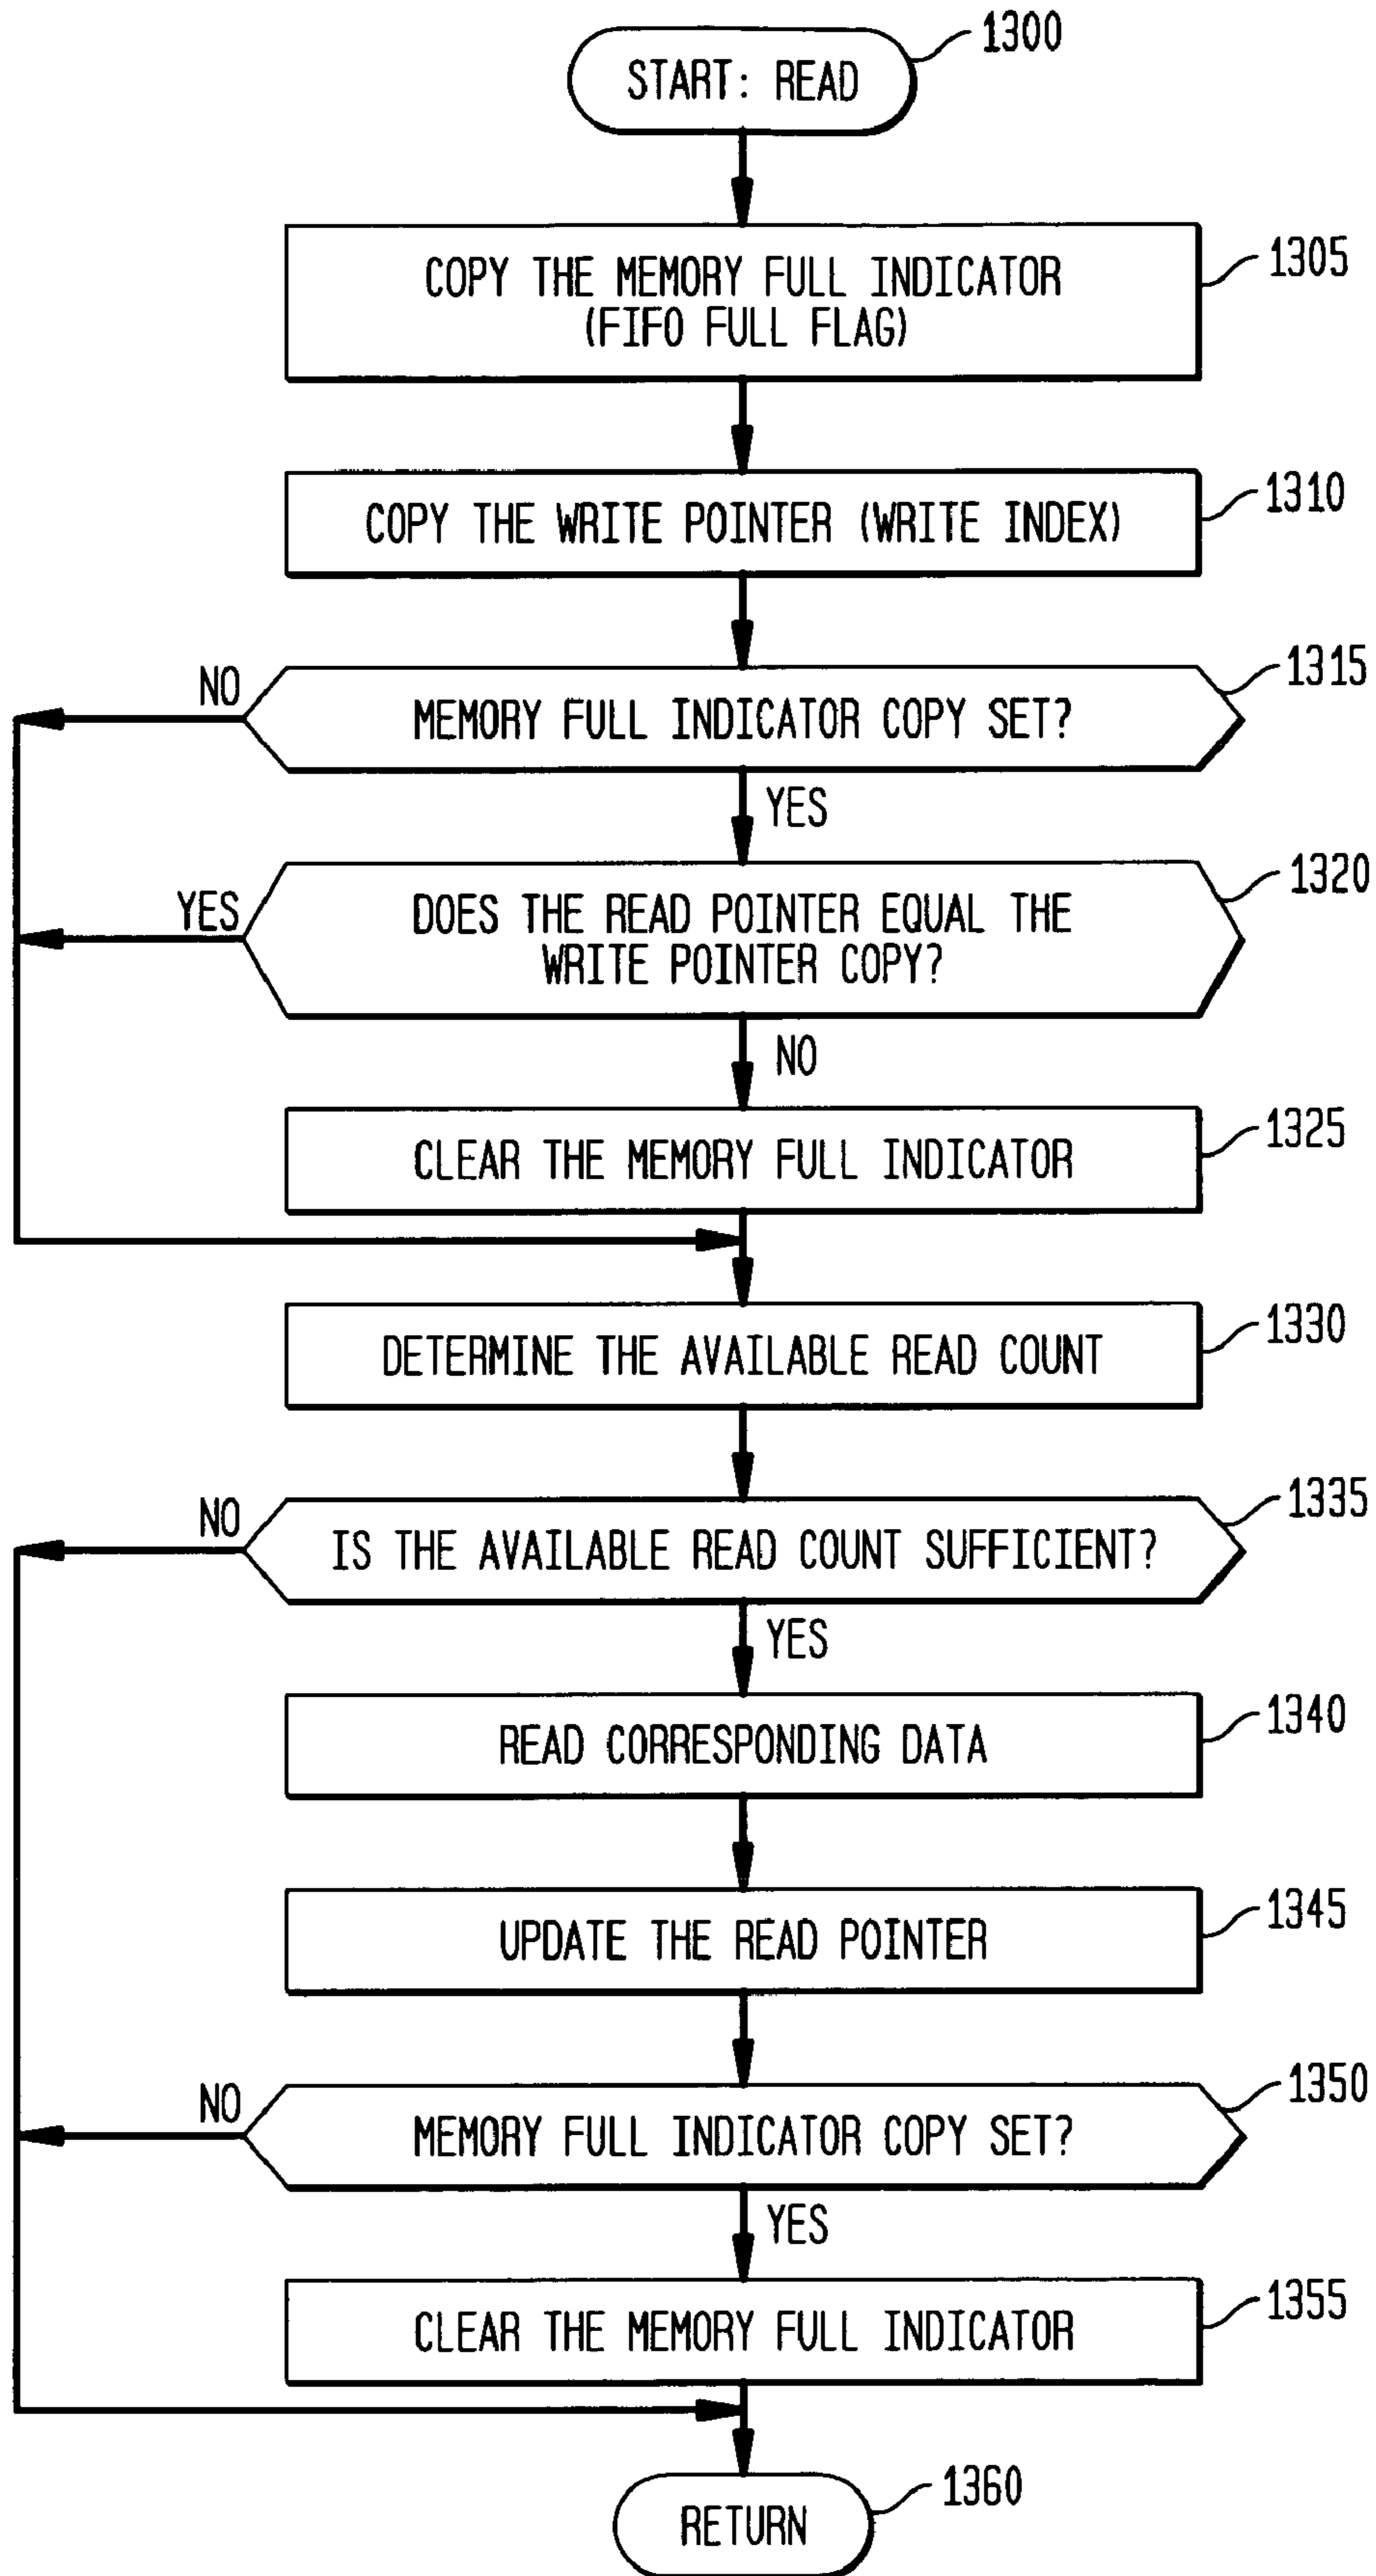 START: READ
1300
COPY THE MEMORY FULL INDICATOR
(FIFO FULL FLAG)
1305
COPY THE WRITE POINTER (WRITE INDEX)
1310
MEMORY FULL INDICATOR COPY SET?
1315
NO
YES
DOES THE READ POINTER EQUAL THE
WRITE POINTER COPY?
1320
YES
NO
CLEAR THE MEMORY FULL INDICATOR
1325
DETERMINE THE AVAILABLE READ COUNT
1330
IS THE AVAILABLE READ COUNT SUFFICIENT?
1335
NO
YES
READ CORRESPONDING DATA
1340
UPDATE THE READ POINTER
1345
MEMORY FULL INDICATOR COPY SET?
1350
NO
YES
CLEAR THE MEMORY FULL INDICATOR
1355
RETURN
1360